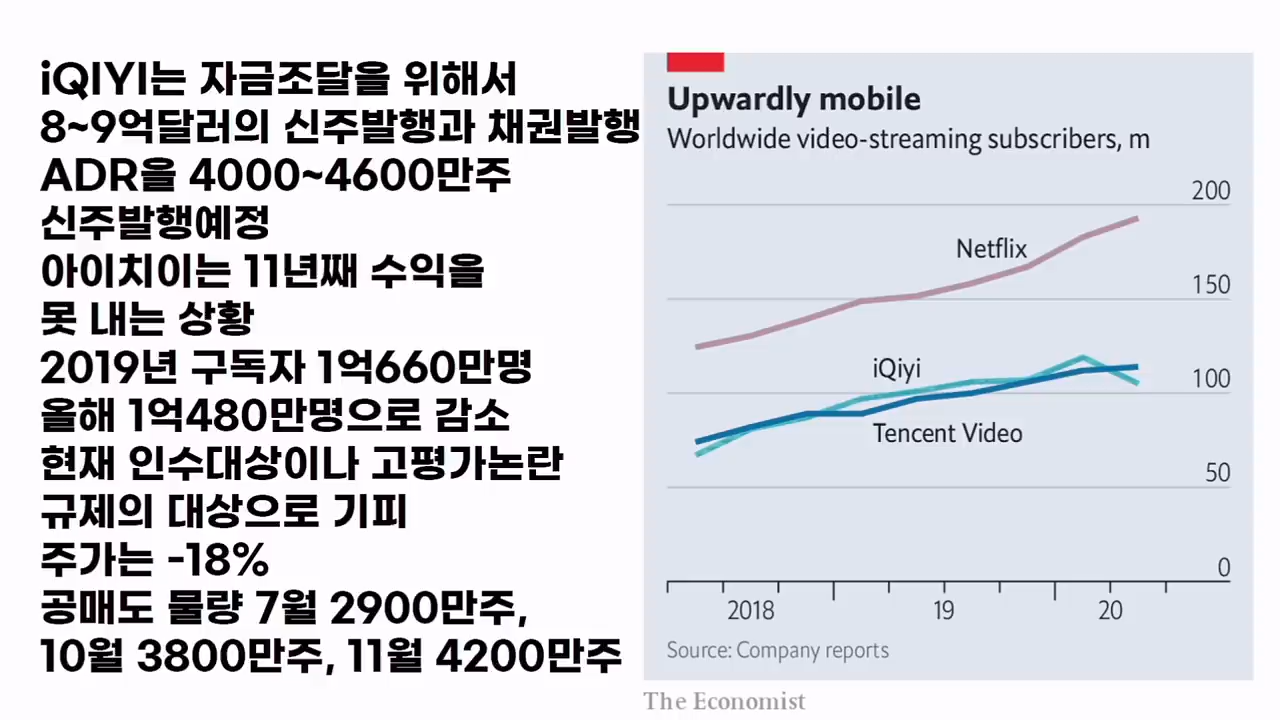 iQIYI는 자금조달을 위해서
8~9억달러의 신주발행과 채권발행
ADR을 4000~4600만주
신주발행예정
아이치이는 11년째 수익을
못 내는 상황
2019년 구독자 1억660만명
올해 1억480만명으로 감소
현재 인수대상이나 고평가논란
규제의 대상으로 기피
주가는 -18%
공매도 물량 7월 2900만주,
10월 3800만주, 11월 4200만주
Upwardly mobile
Worldwide video-streaming subscribers, m
200
Netflix
150
iQiyi
100
Tencent Video
50
0
2018 19 20
Source: Company reports
The Economist